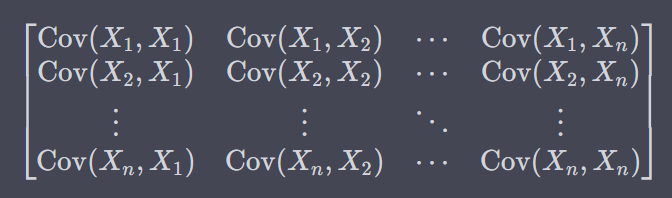 Cov(X₁, X₁) Cov(X₁, X₂) ⋯ Cov(X₁, Xₙ)
Cov(X₂, X₁) Cov(X₂, X₂) ⋯ Cov(X₂, Xₙ)
⋮ ⋮ ⋱ ⋮
Cov(Xₙ, X₁) Cov(Xₙ, X₂) ⋯ Cov(Xₙ, Xₙ)